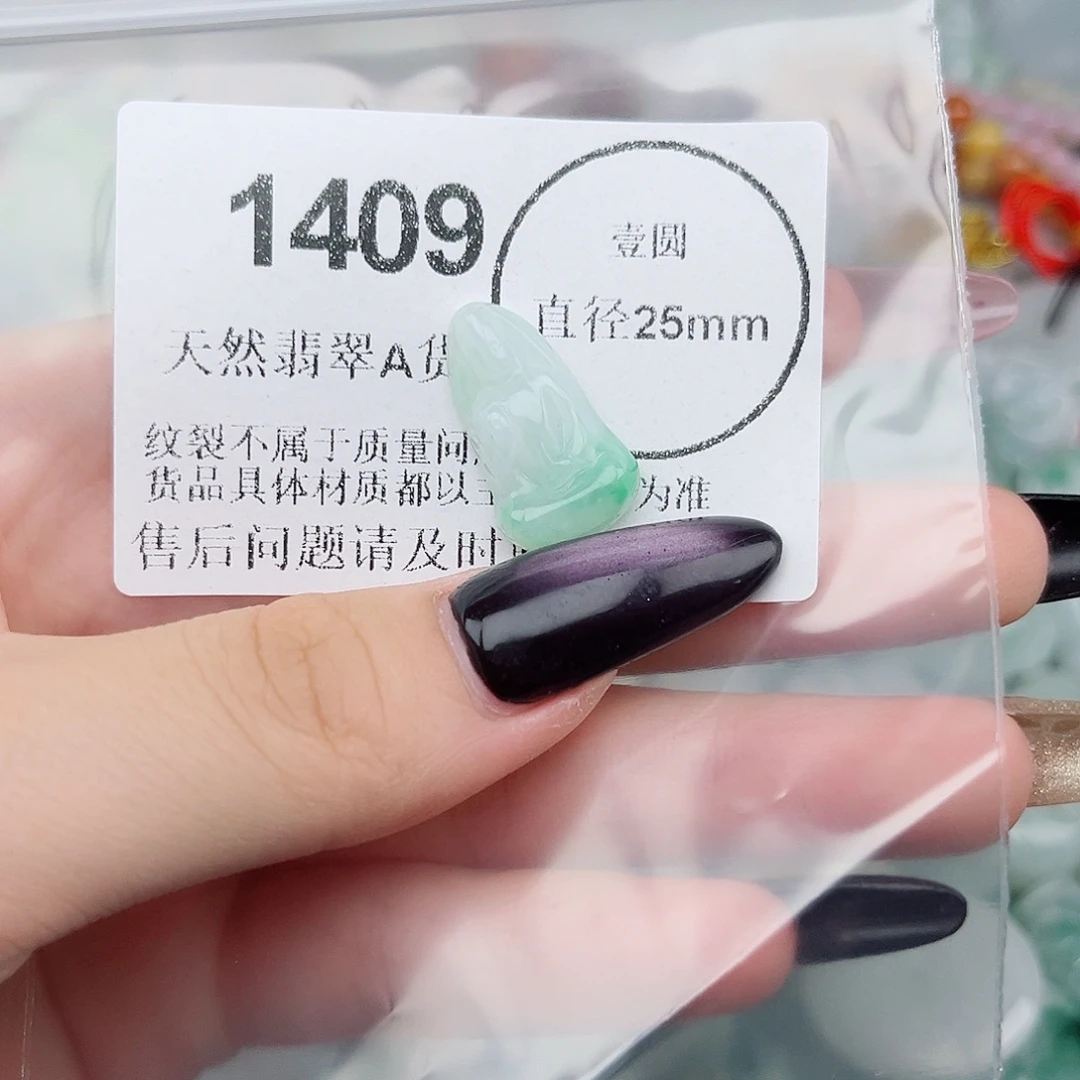 1409
壹圆
直径25mm
天然翡翠A货
纹裂不属于质量问
货品具体材质都以 为准
售后问题请及时